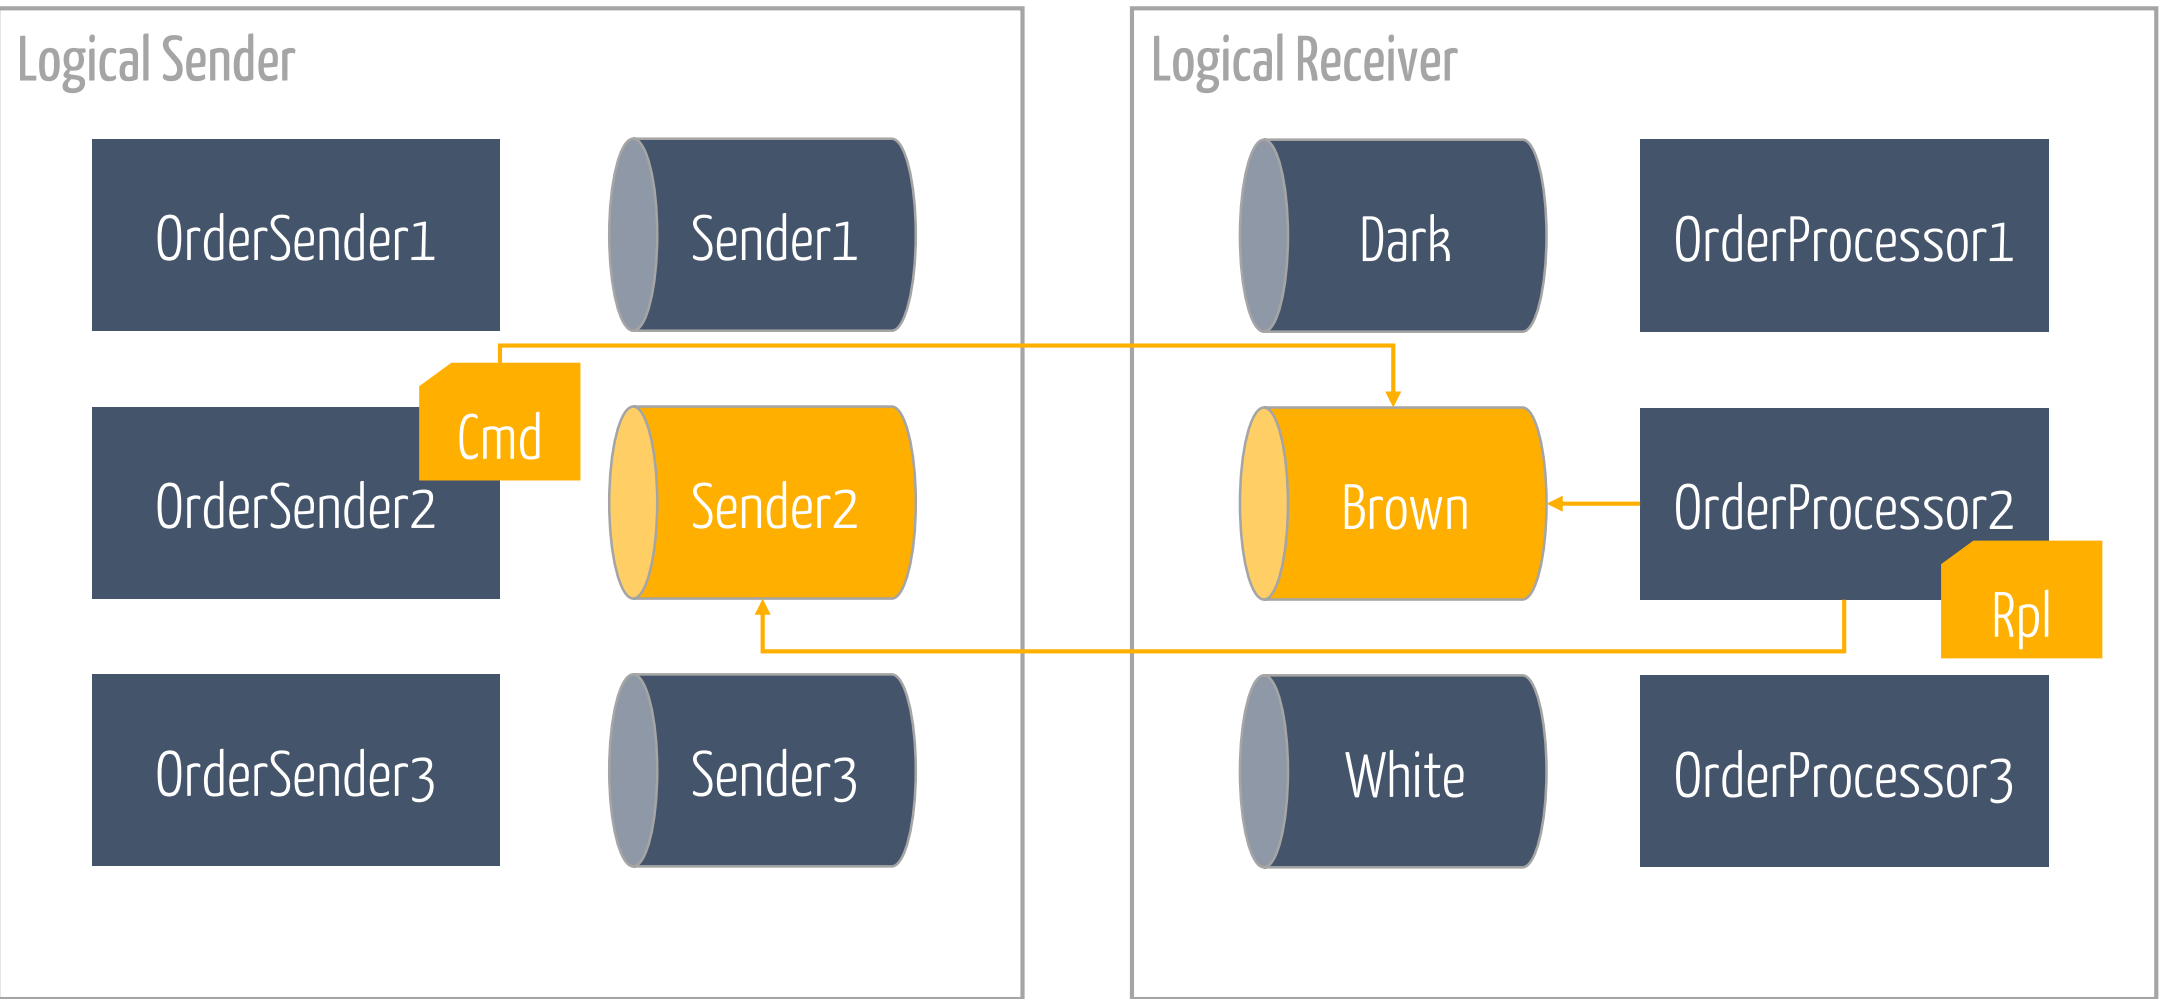 Logical Sender
OrderSender1
Sender1
Cmd
OrderSender2
Sender2
OrderSender3
Sender3
Logical Receiver
Dark
OrderProcessor1
Brown
OrderProcessor2
Rpl
White
OrderProcessor3